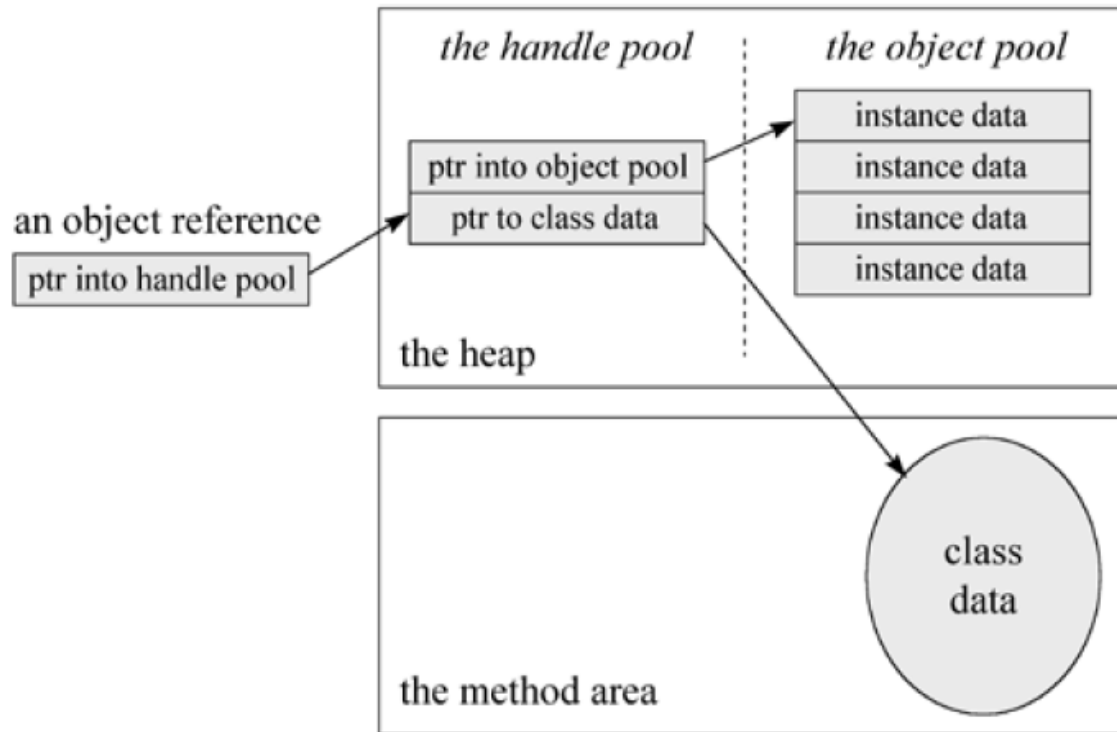 the handle pool
the object pool
instance data
ptr into object pool
instance data
an object reference
ptr to class data
instance data
ptr into handle pool
instance data
the heap
class
data
the method area